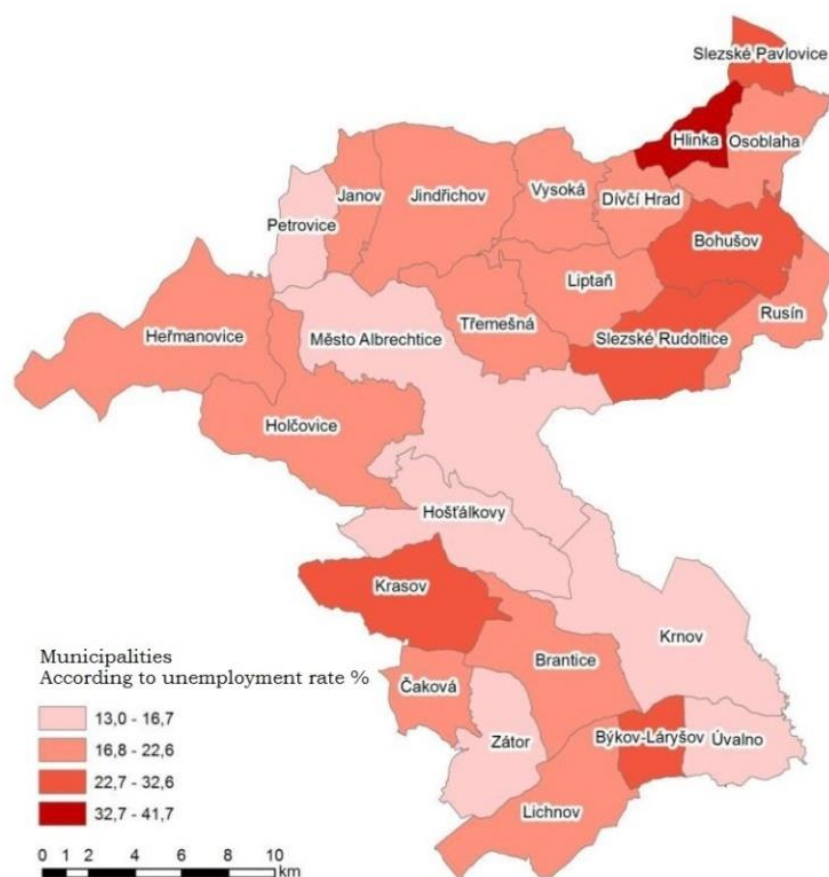 Slezské Pavlovice
Hlinka
Osoblaha
Janov
Jindřichov
Vysoká
Dívčí Hrad
Petrovice
Bohušov
Liptaň
Rusín
Heřmanovice
Město Albrechtice
Třemešná
Slezské Rudoltice
Holčovice
Hošťálkovy
Krasov
Krnov
Brantice
Čaková
Zátor
Býkov-Láryšov
Úvalno
Lichnov
Municipalities
According to unemployment rate %
13,0 - 16,7
16,8 - 22,6
22,7 - 32,6
32,7 - 41,7
0 1 2 4 6 8 10
km